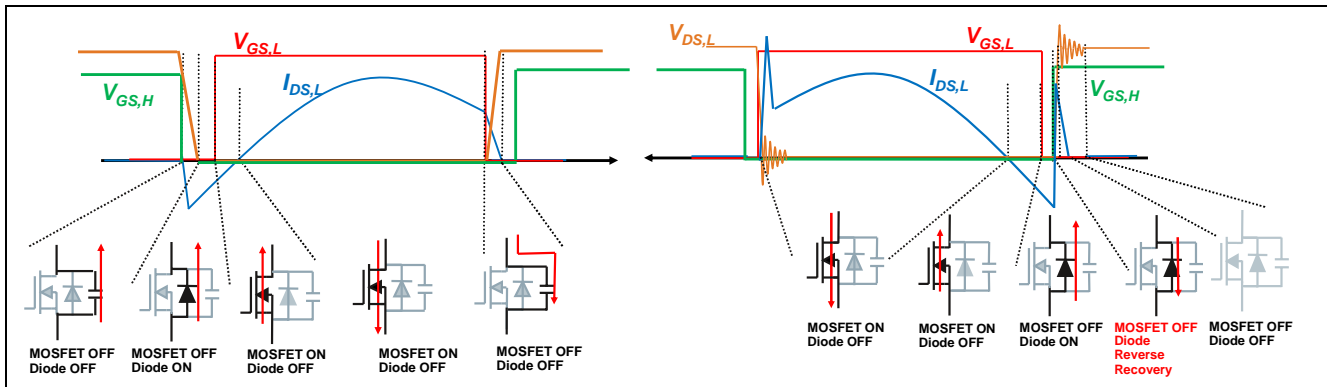 V_GS,L
V_GS,H
I_DS,L
MOSFET OFF
Diode OFF
MOSFET OFF
Diode ON
MOSFET ON
Diode OFF
MOSFET ON
Diode OFF
MOSFET OFF
Diode OFF
V_DS,L
V_GS,L
I_DS,L
V_GS,H
MOSFET ON
Diode OFF
MOSFET ON
Diode OFF
MOSFET OFF
Diode ON
MOSFET OFF
Diode
Reverse
Recovery
MOSFET OFF
Diode OFF